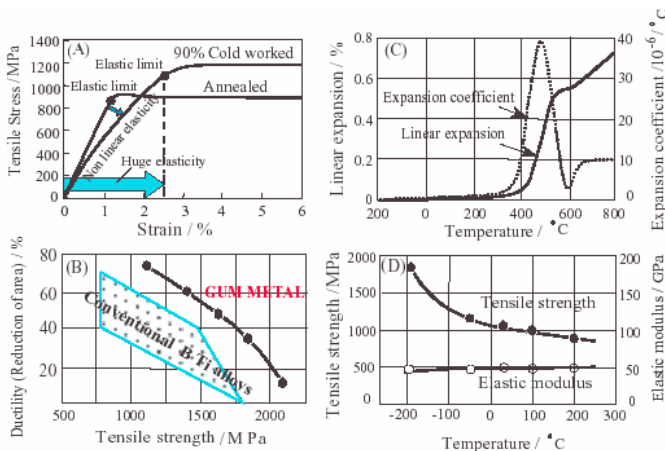 (A)
Tensile Stress /MPa
1400
1200
1000
800
600
400
200
0
Elastic limit
90% Cold worked
Elastic limit
Annealed
Non linear elasticity
Huge elasticity
0 1 2 3 4 5 6
Strain / %
(B)
Ductility (Reduction of area) / %
80
60
40
20
GUM METAL
Conventional B-Ti alloys
500 1000 1500 2000
Tensile strength /M Pa
(C)
Linear expansion / %
0.8
0.6
0.4
0.2
0
Expansion coefficient
Linear expansion
Expansion coefficient /10-6 / °C
40
30
20
10
0
200 0 200 400 600 800
Temperature / °C
(D)
Tensile strength / MPa
2000
1500
1000
500
0
Tensile strength
Elastic modulus
Elastic modulus / GPa
200
150
100
50
0
-200 -100 0 100 200 300
Temperature / °C